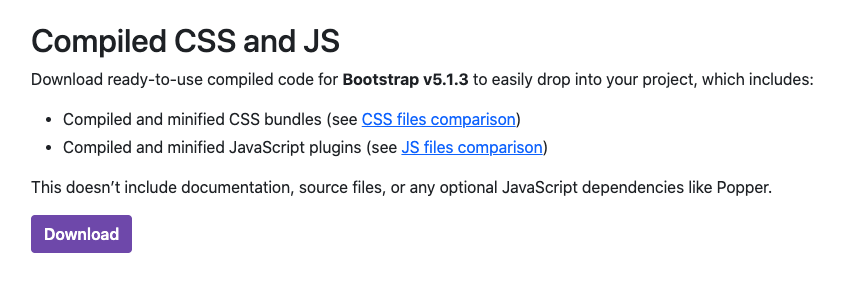 Compiled CSS and JS
Download ready-to-use compiled code for Bootstrap v5.1.3 to easily drop into your project, which includes:
• Compiled and minified CSS bundles (see CSS files comparison)
• Compiled and minified JavaScript plugins (see JS files comparison)
This doesn’t include documentation, source files, or any optional JavaScript dependencies like Popper.
Download